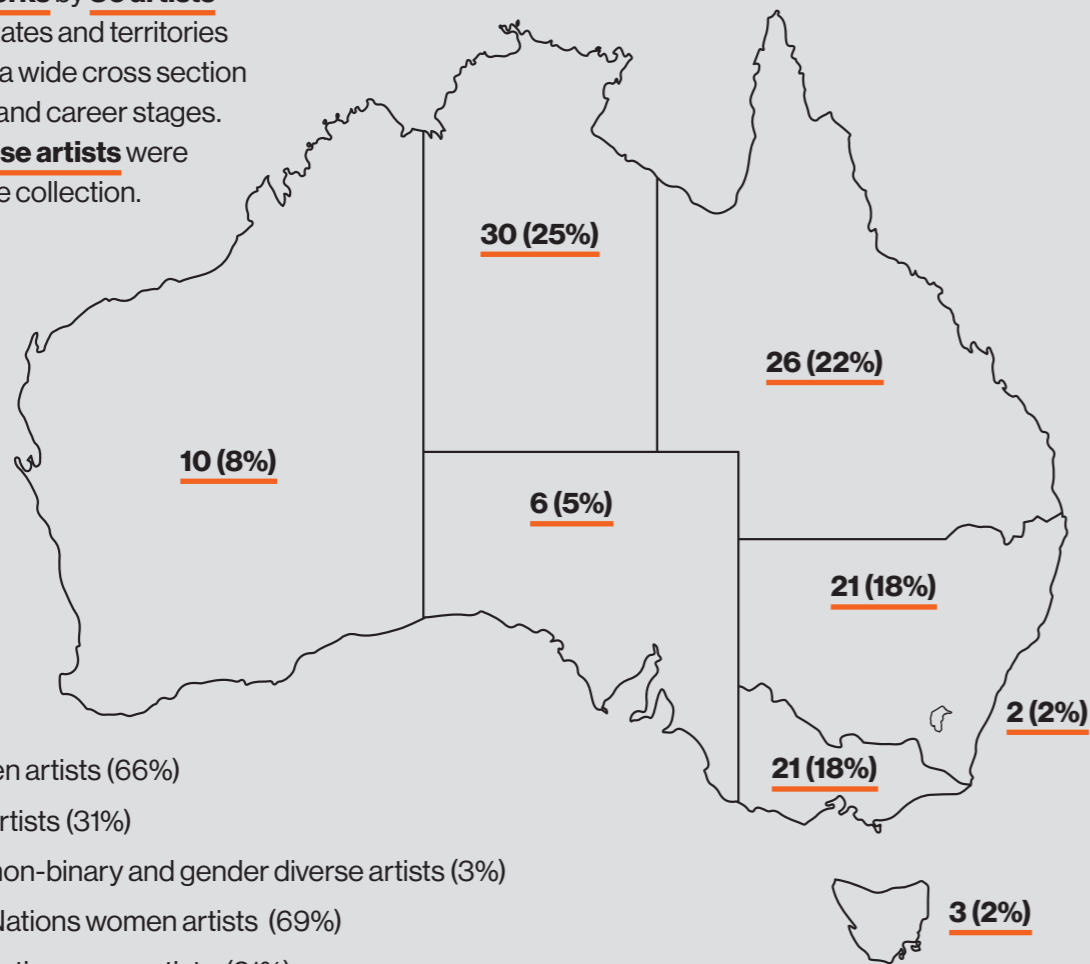 by
ates and territories
a wide cross section
and career stages.
se artists were
e collection.
30 (25%)
26 (22%)
10 (8%)
6 (5%)
21 (18%)
2 (2%)
21 (18%)
3 (2%)
en artists (66%)
rtists (31%)
non-binary and gender diverse artists (3%)
Nations women artists (69%)